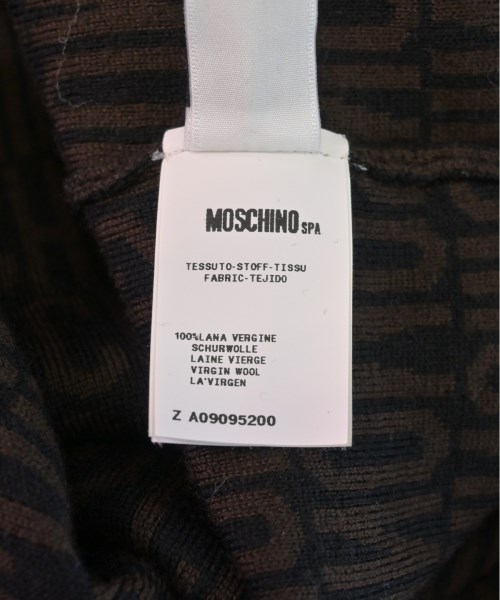 MOSCHINO SPA
TESSUTO-STOFF-TISSU
FABRIC-TEJIDO
100%LANA VERGINE
SCHURWOLLE
LAINE VIERGE
VIRGIN WOOL
LA'VIRGEN
Z A09095200